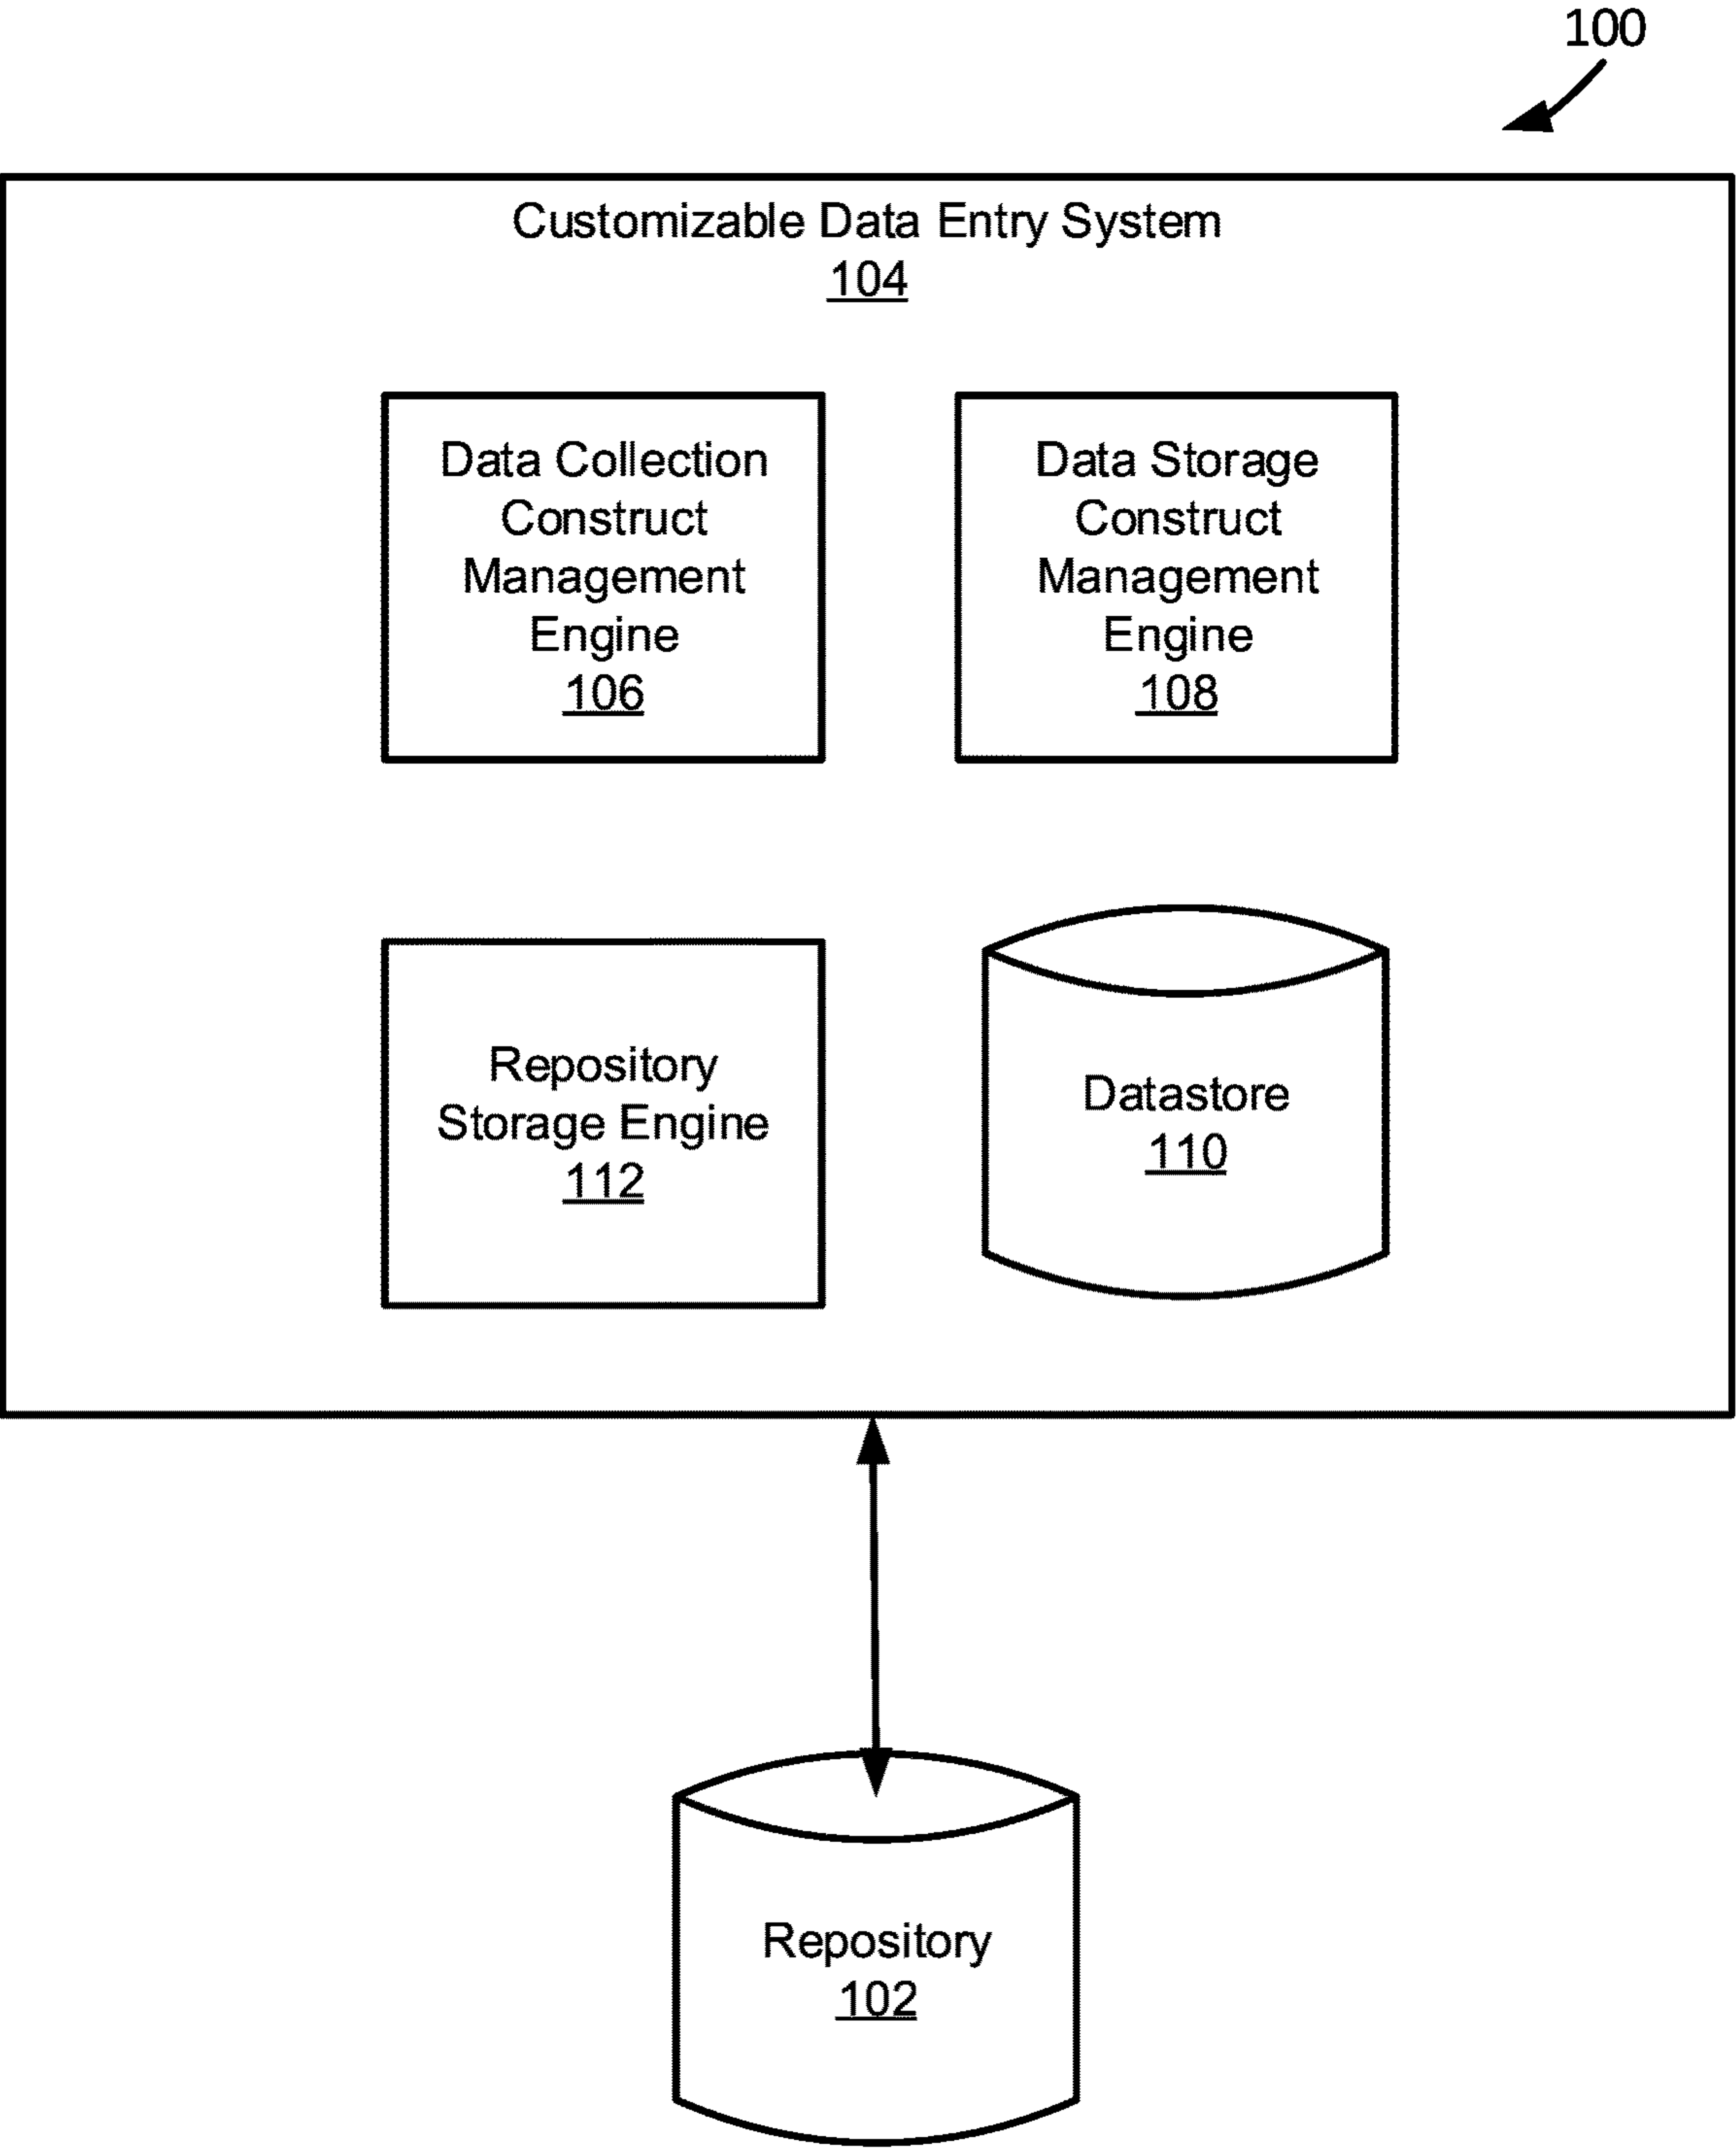 100
Customizable Data Entry System
104
Data Collection
Construct
Management
Engine
106
Data Storage
Construct
Management
Engine
108
Repository
Storage Engine
112
Datastore
110
Repository
102